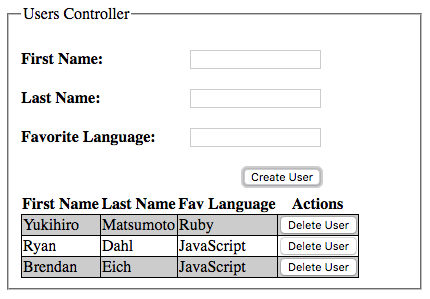 Users Controller
First Name:
Last Name:
Favorite Language:
Create User
First Name Last Name Fav Language Actions
Yukihiro Matsumoto Ruby Delete User
Ryan Dahl JavaScript Delete User
Brendan Eich JavaScript Delete User